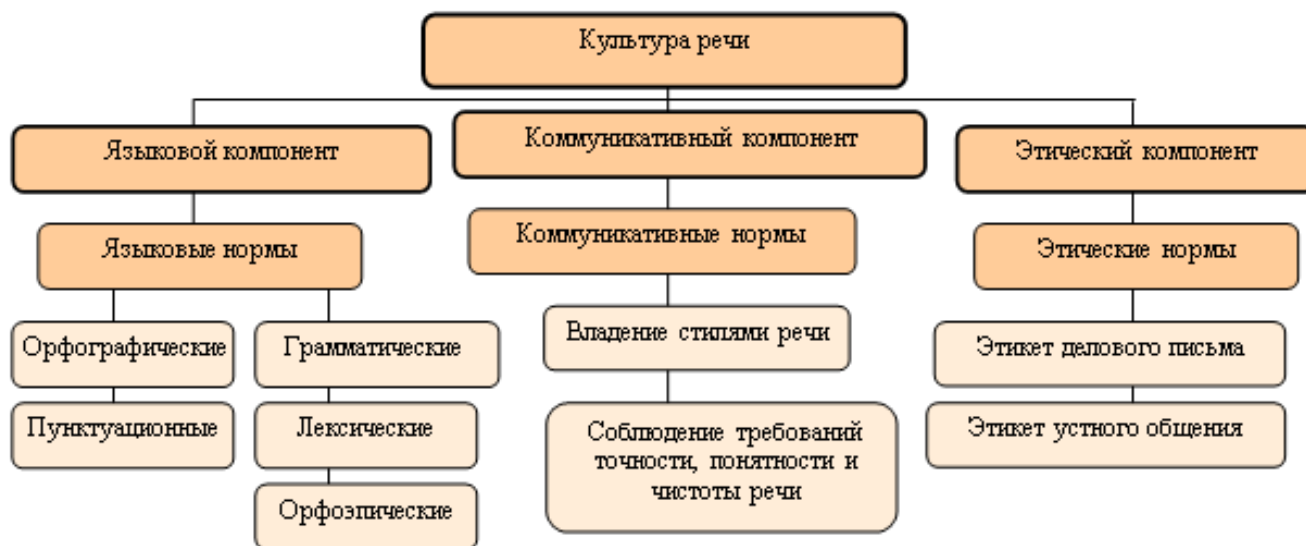 Культура речи
Языковой компонент
Коммуникативный компонент
Этический компонент
Языковые нормы
Коммуникативные нормы
Этические нормы
Орфографические
Грамматические
Владение стилями речи
Этикет делового письма
Пунктуационные
Лексические
Соблюдение требований
точности, понятности и
чистоты речи
Этикет устного общения
Орфоэпические